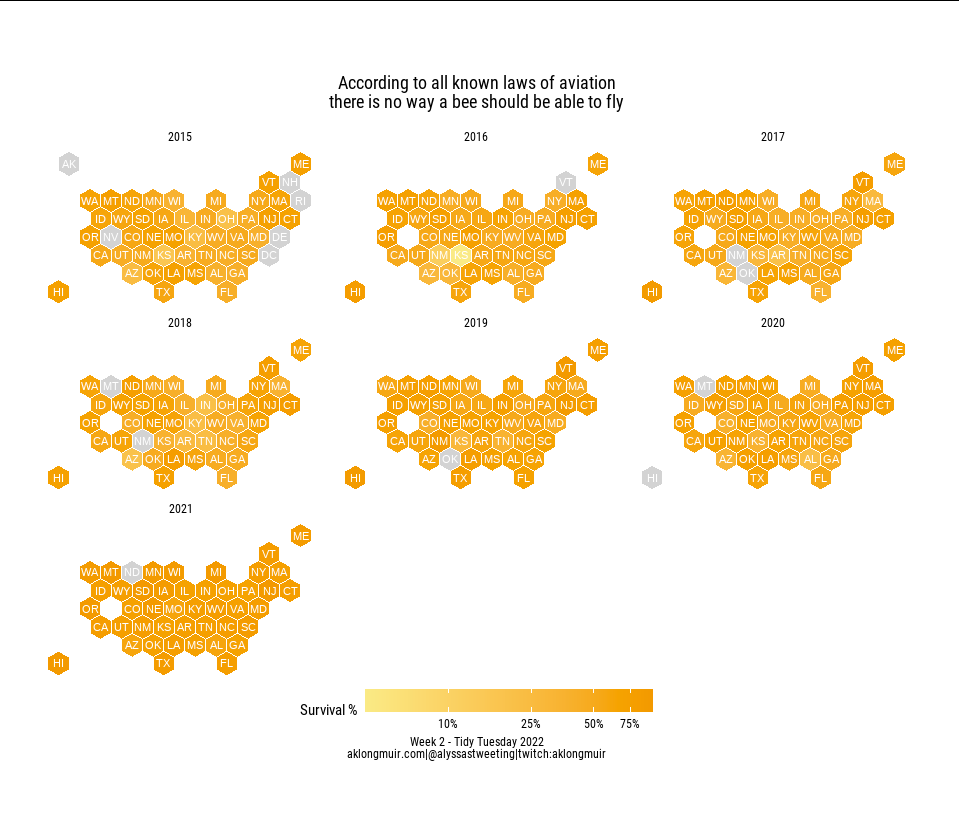 According to all known laws of aviation
there is no way a bee should be able to fly
2015 2016 2017
AK ME
VT NH
WA MT ND MN WI MI NY MA RI
ID WY SD IA IL IN OH PA NJ CT
OR NV CO NE MO KY WV VA MD DE
CA UT NM KS AR TN NC SC DC
AZ OK LA MS AL GA
HI TX FL
ME
VT
WA MT ND MN WI MI NY MA
ID WY SD IA IL IN OH PA NJ CT
OR CO NE MO KY WV VA MD
CA UT NM KS AR TN NC SC
AZ OK LA MS AL GA
HI TX FL
ME
VT
WA MT ND MN WI MI NY MA
ID WY SD IA IL IN OH PA NJ CT
OR CO NE MO KY WV VA MD
CA UT NM KS AR TN NC SC
AZ OK LA MS AL GA
HI TX FL
2018 2019 2020
ME
VT
WA MT ND MN WI MI NY MA
ID WY SD IA IL IN OH PA NJ CT
OR CO NE MO KY WV VA MD
CA UT NM KS AR TN NC SC
AZ OK LA MS AL GA
HI TX FL
ME
VT
WA MT ND MN WI MI NY MA
ID WY SD IA IL IN OH PA NJ CT
OR CO NE MO KY WV VA MD
CA UT NM KS AR TN NC SC
AZ OK LA MS AL GA
HI TX FL
ME
VT
WA MT ND MN WI MI NY MA
ID WY SD IA IL IN OH PA NJ CT
OR CO NE MO KY WV VA MD
CA UT NM KS AR TN NC SC
AZ OK LA MS AL GA
HI TX FL
2021
ME
VT
WA MT ND MN WI MI NY MA
ID WY SD IA IL IN OH PA NJ CT
OR CO NE MO KY WV VA MD
CA UT NM KS AR TN NC SC
AZ OK LA MS AL GA
HI TX FL
Survival %
10% 25% 50% 75%
Week 2 - Tidy Tuesday 2022
aklongmuir.com|@alyssastweeting|twitch:aklongmuir